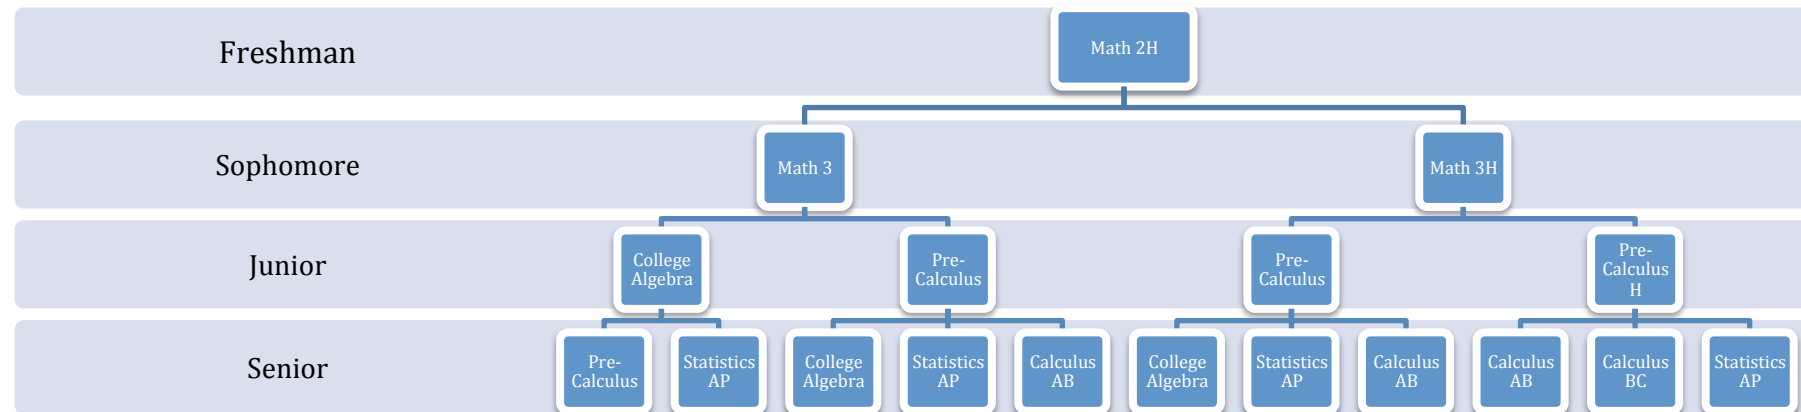 Freshman
Math 2H
Sophomore
Math 3
Math 3H
Junior
College
Algebra
Pre-
Calculus
Pre-
Calculus
Pre-
Calculus
H
Senior
Pre-
Calculus
Statistics
AP
College
Algebra
Statistics
AP
Calculus
AB
College
Algebra
Statistics
AP
Calculus
AB
Calculus
AB
Calculus
BC
Statistics
AP